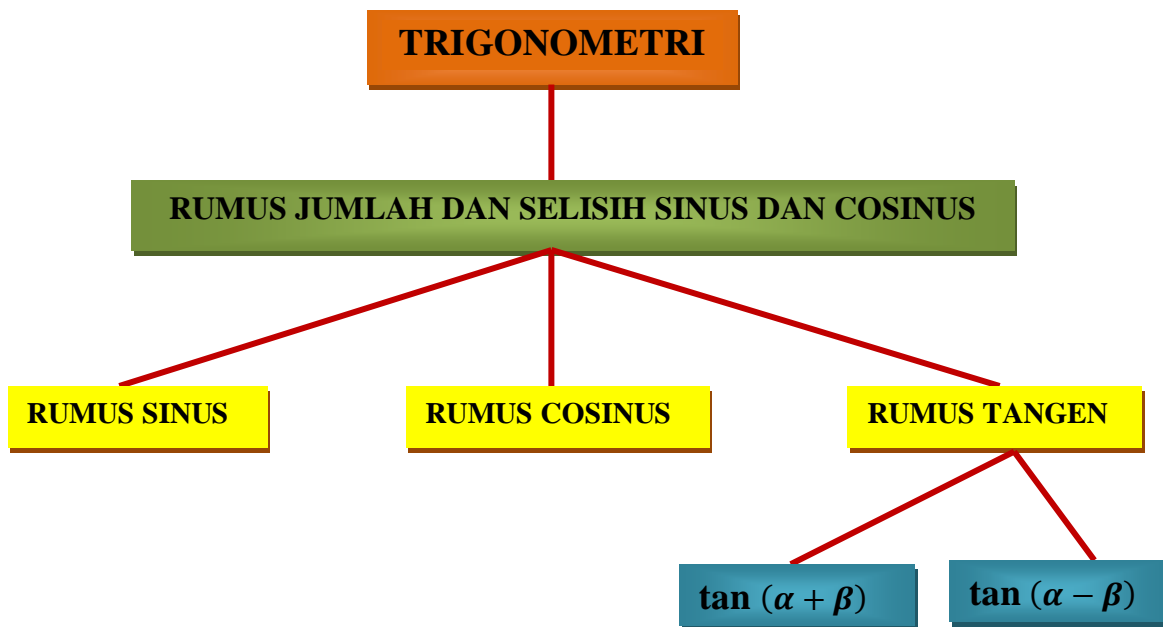 TRIGONOMETRI
RUMUS JUMLAH DAN SELISIH SINUS DAN COSINUS
RUMUS SINUS
RUMUS COSINUS
RUMUS TANGEN
tan (α + β)
tan (α − β)